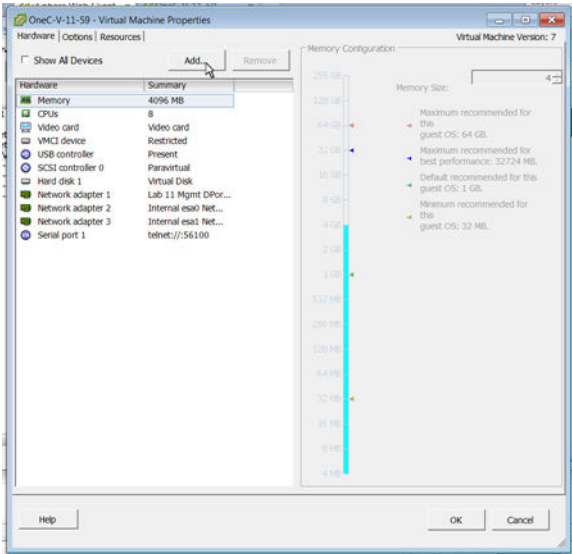 OneC-V-11-59 - Virtual Machine Properties
Hardware Options Resources
Virtual Machine Version: 7
Show All Devices
Add...
Remove
Hardware Summary
Memory 4096 MB
CPUs 8
Video card Video card
VMCI device Restricted
USB controller Present
SCSI controller 0 Paravirtual
Hard disk 1 Virtual Disk
Network adapter 1 Lab 11 Mgmt DPor...
Network adapter 2 Internal esa0 Net...
Network adapter 3 Internal esa1 Net...
Serial port 1 telnet://:56100
Memory Configuration
255 GB
128 GB
64 GB
32 GB
16 GB
8 GB
4 GB
2 GB
1 GB
512 MB
256 MB
128 MB
64 MB
32 MB
16 MB
8 MB
4 MB
Memory Size:
4
Maximum recommended for
this
guest OS: 64 GB.
Maximum recommended for
best performance: 32724 MB.
Default recommended for this
guest OS: 1 GB.
Minimum recommended for
this
guest OS: 32 MB.
Help
OK
Cancel